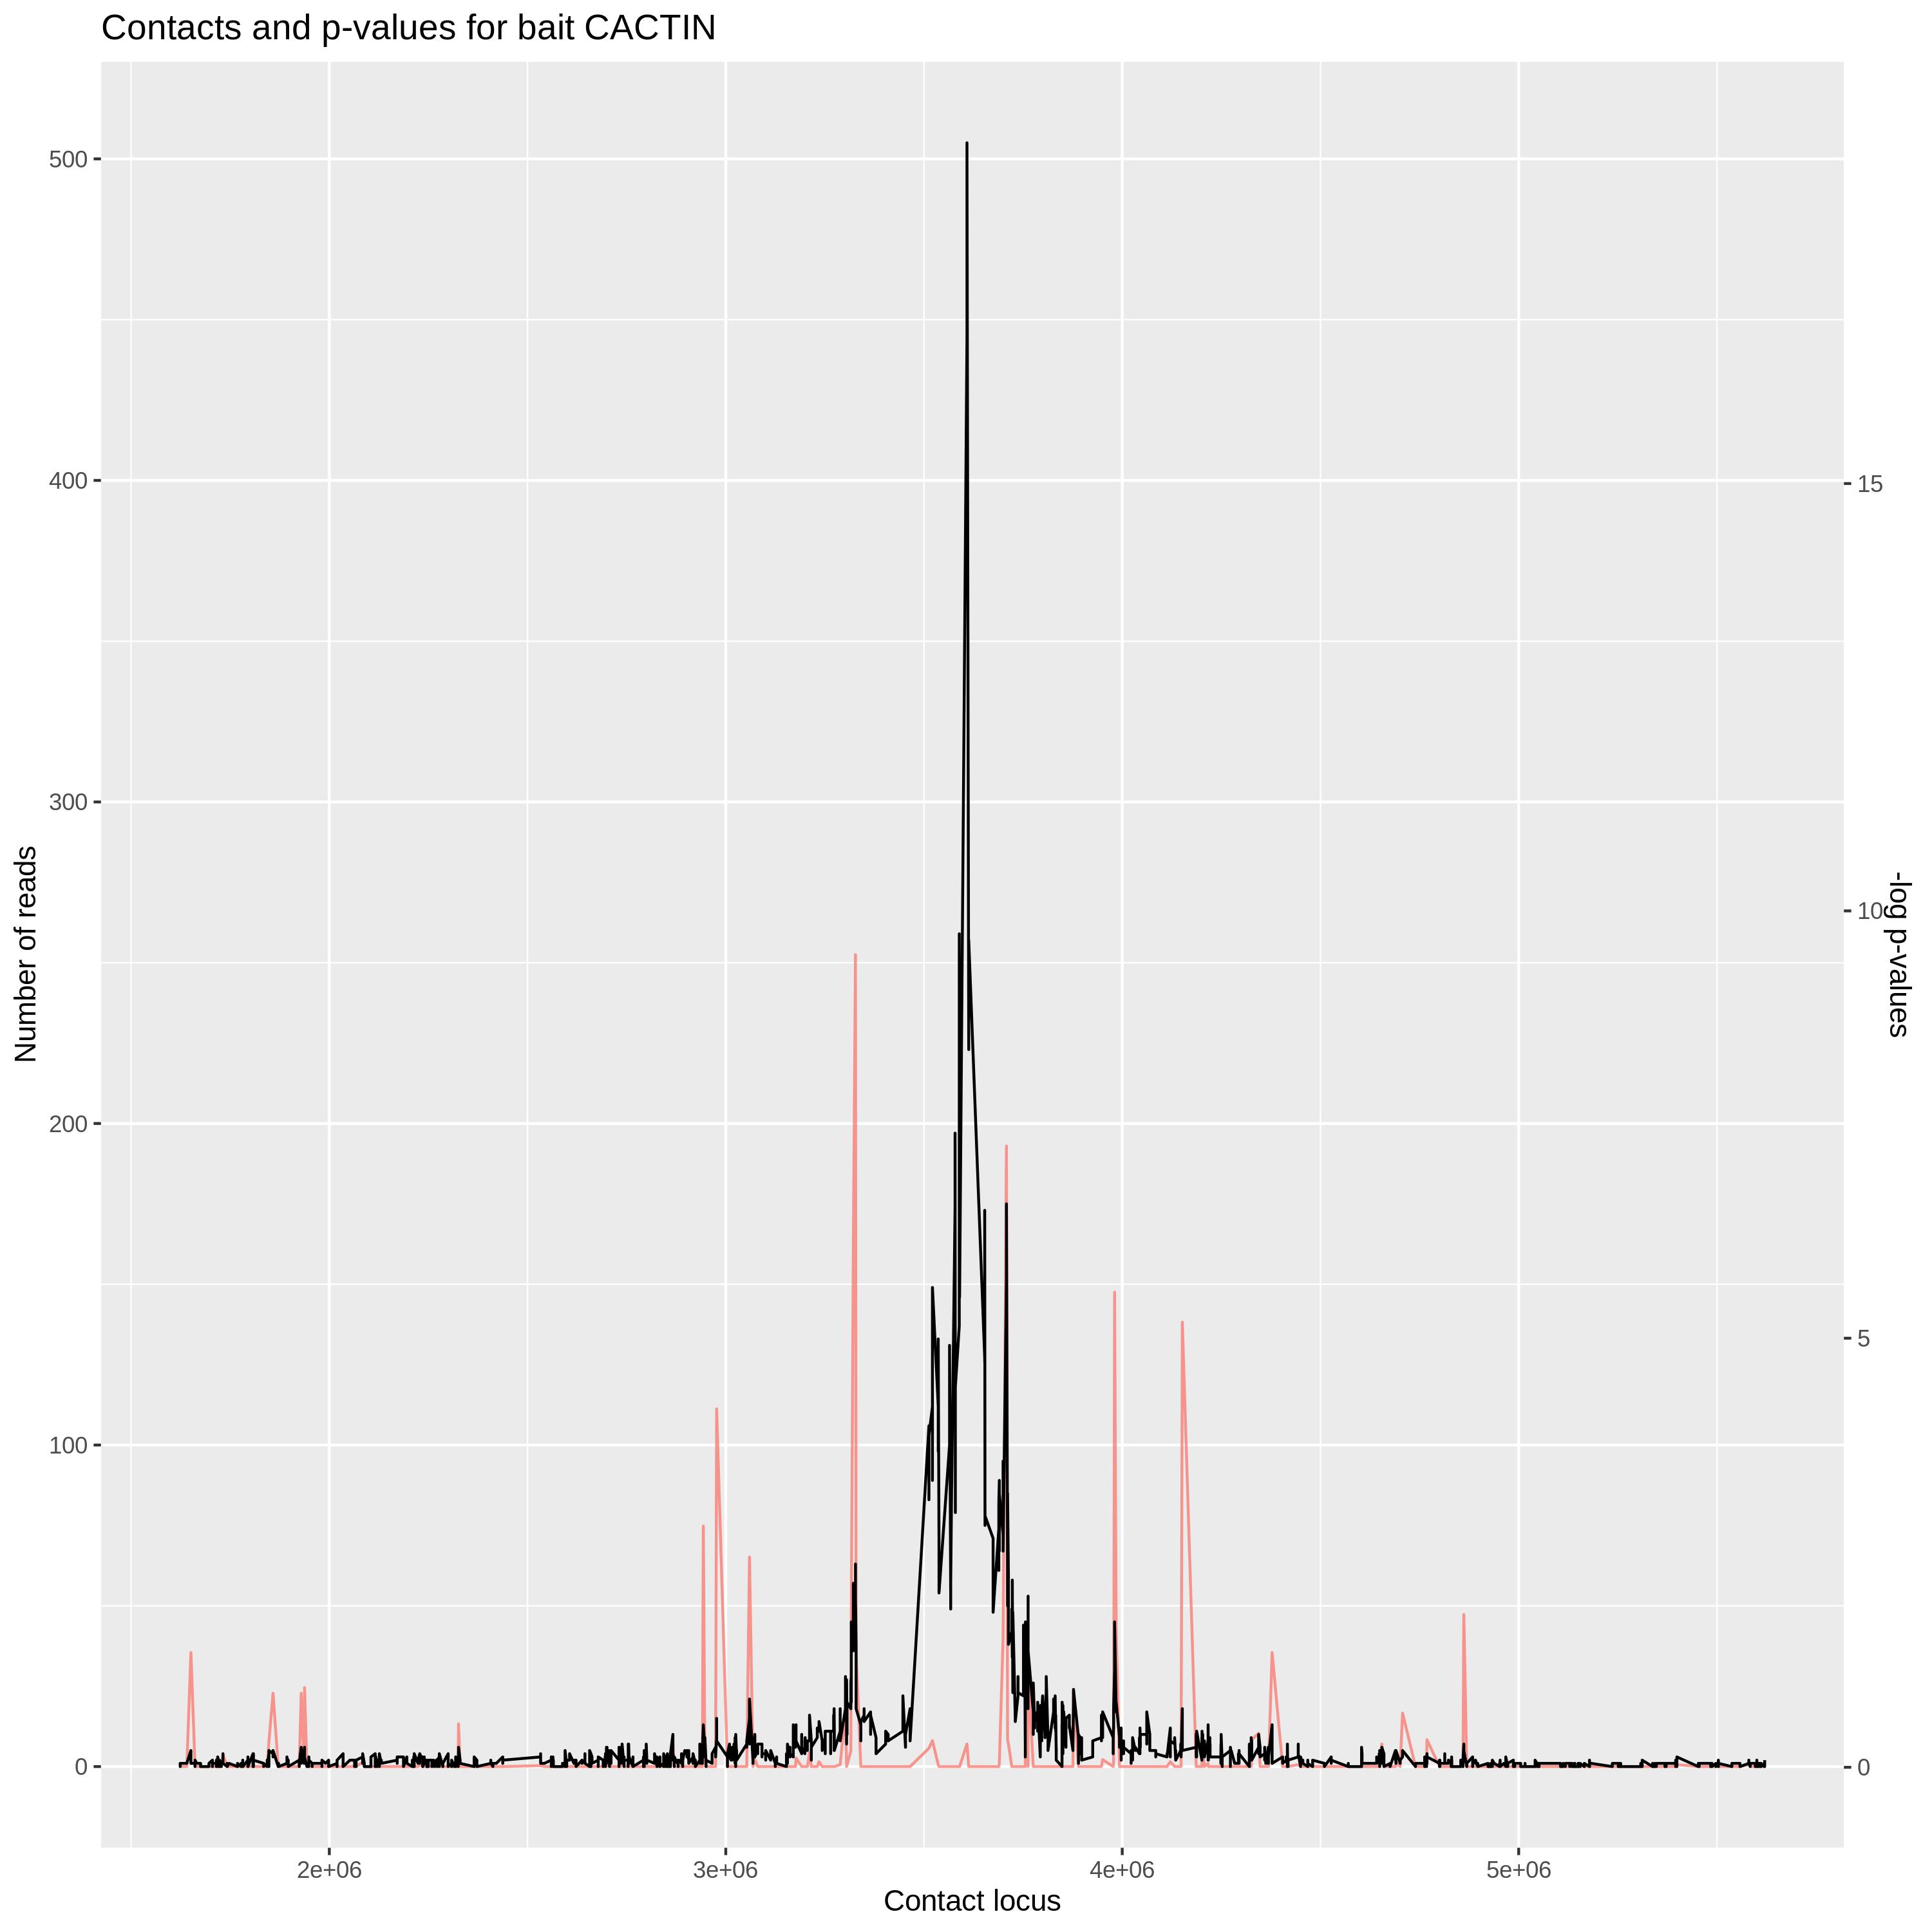 Contacts and p-values for bait CACTIN
500
400
300
200
100
0
Number of reads
15
10
5
0
-log p-values
2e+06
3e+06
4e+06
5e+06
Contact locus